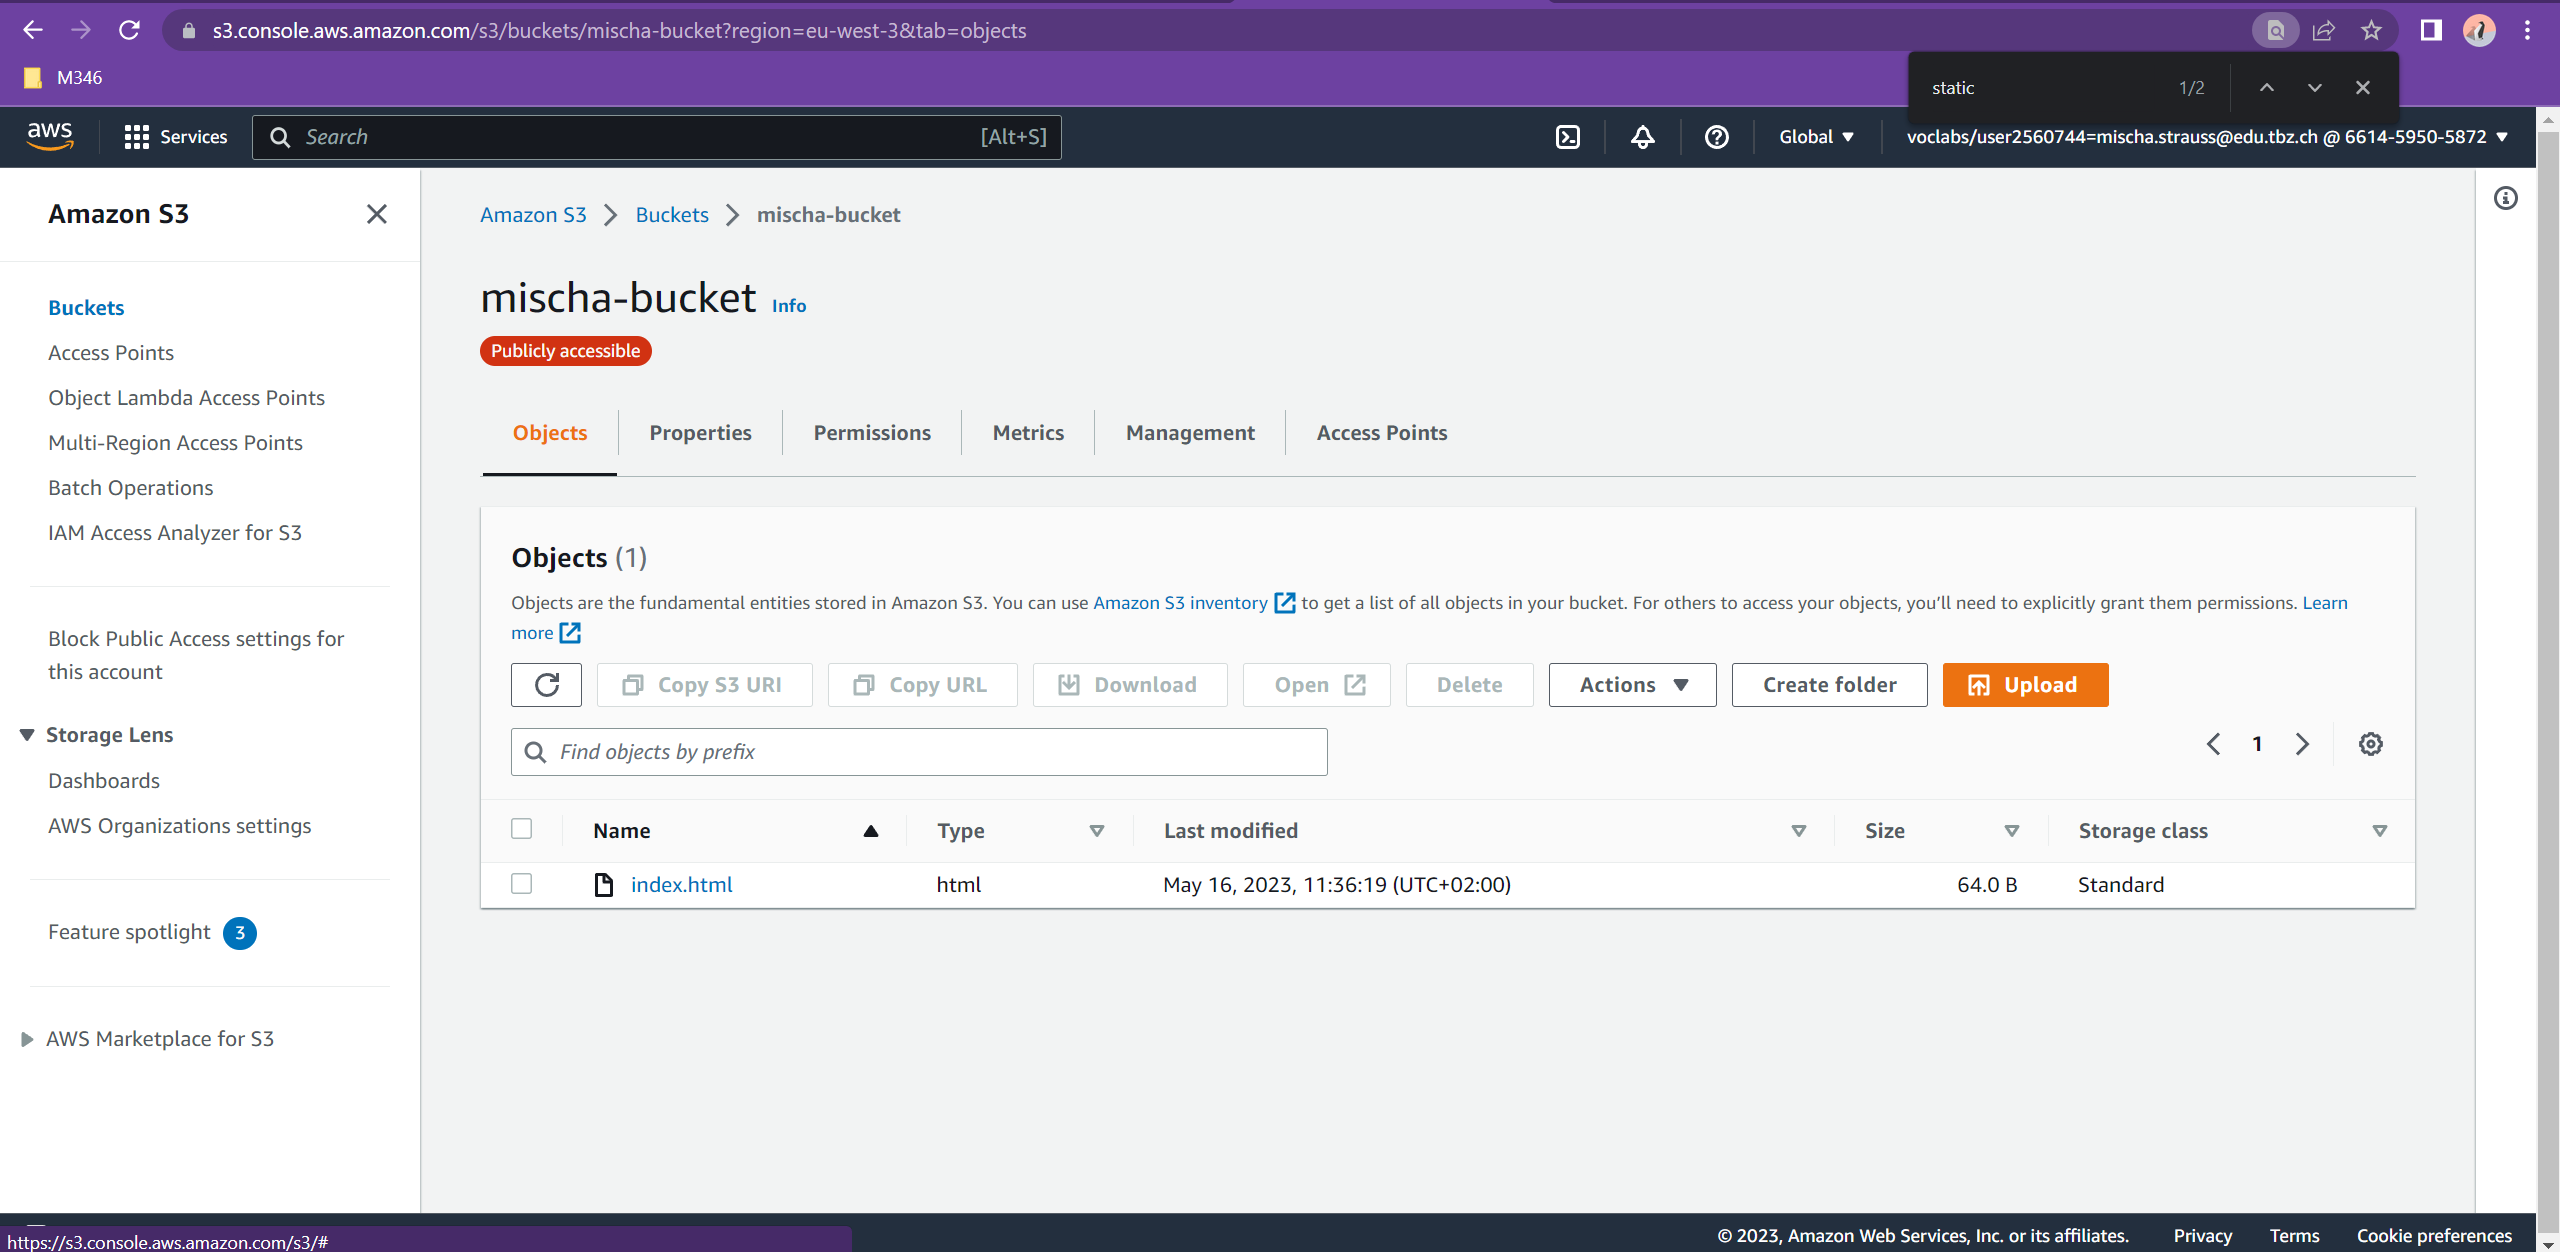 s3.console.aws.amazon.com/s3/buckets/mischa-bucket?region=eu-west-3&tab=objects
M346
static 1/2
aws Services Search [Alt+S] Global voclabs/user2560744=mischa.strauss@edu.tbz.ch @ 6614-5950-5872
Amazon S3
Buckets
Access Points
Object Lambda Access Points
Multi-Region Access Points
Batch Operations
IAM Access Analyzer for S3
Block Public Access settings for
this account
Storage Lens
Dashboards
AWS Organizations settings
Feature spotlight 3
AWS Marketplace for S3
Amazon S3 Buckets mischa-bucket
mischa-bucket Info
Publicly accessible
Objects Properties Permissions Metrics Management Access Points
Objects (1)
Objects are the fundamental entities stored in Amazon S3. You can use Amazon S3 inventory to get a list of all objects in your bucket. For others to access your objects, you’ll need to explicitly grant them permissions. Learn
more
Copy S3 URI Copy URL Download Open Delete Actions Create folder Upload
Find objects by prefix 1
Name Type Last modified Size Storage class
index.html html May 16, 2023, 11:36:19 (UTC+02:00) 64.0 B Standard
© 2023, Amazon Web Services, Inc. or its affiliates. Privacy Terms Cookie preferences
https://s3.console.aws.amazon.com/s3/#